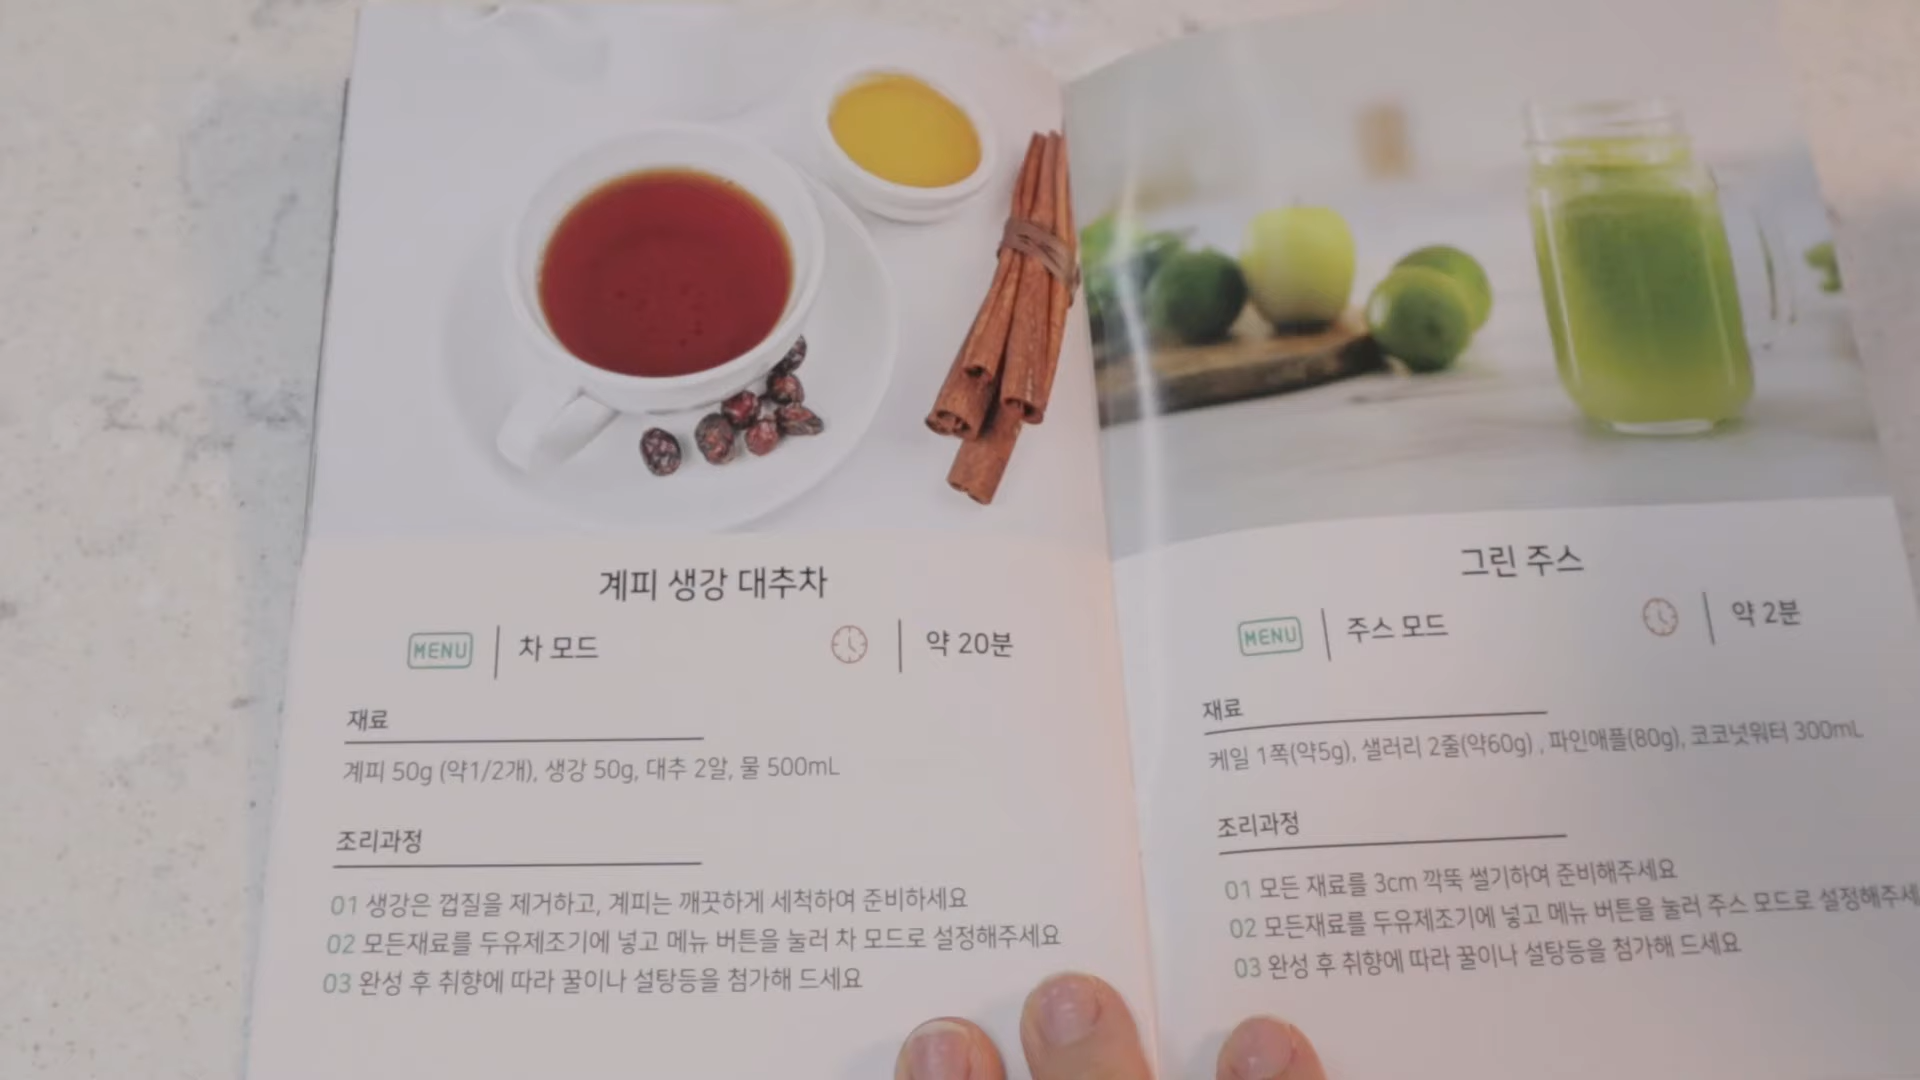 계피 생강 대추차
MENU | 차 모드
약 20분
재료
계피 50g (약1/2개), 생강 50g, 대추 2알, 물 500mL
조리과정
01 생강은 껍질을 제거하고, 계피는 깨끗하게 세척하여 준비하세요
02 모든재료를 두유제조기에 넣고 메뉴 버튼을 눌러 차 모드로 설정해주세요
03 완성 후 취향에 따라 꿀이나 설탕등을 첨가해 드세요
그린 주스
MENU | 주스 모드
약 2분
재료
케일 1쪽(약5g), 샐러리 2줄(약60g) , 파인애플(80g), 코코넛워터 300mL
조리과정
01 모든 재료를 3cm 깍뚝 썰기하여 준비해주세요
02 모든재료를 두유제조기에 넣고 메뉴 버튼을 눌러 주스 모드로 설정해주세
03 완성 후 취향에 따라 꿀이나 설탕등을 첨가해 드세요